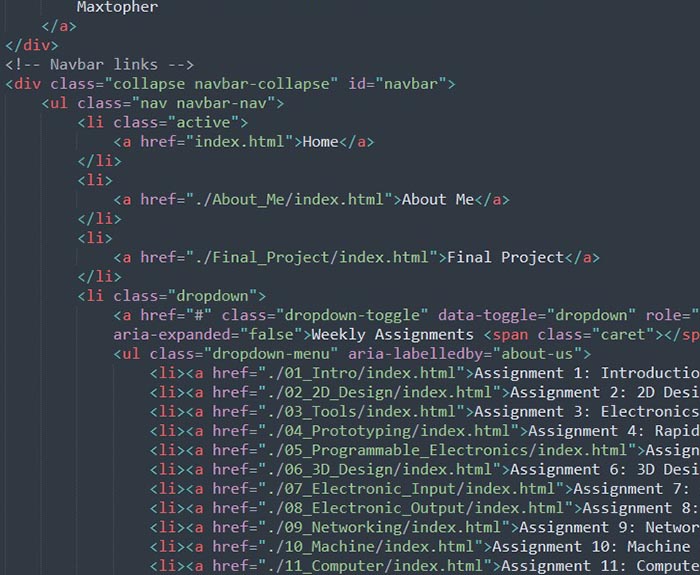 Maxtopher
</a>
</div>
<!-- Navbar links -->
<div class="collapse navbar-collapse" id="navbar">
<ul class="nav navbar-nav">
<li class="active">
<a href="index.html">Home</a>
</li>
<li>
<a href="./About_Me/index.html">About Me</a>
</li>
<li>
<a href="./Final_Project/index.html">Final Project</a>
</li>
<li class="dropdown">
<a href="#" class="dropdown-toggle" data-toggle="dropdown" role="
aria-expanded="false">Weekly Assignments <span class="caret"></sp
<ul class="dropdown-menu" aria-labelledby="about-us">
<li><a href="./01_Intro/index.html">Assignment 1: Introductio
<li><a href="./02_2D_Design/index.html">Assignment 2: 2D Desi
<li><a href="./03_Tools/index.html">Assignment 3: Electronics
<li><a href="./04_Prototyping/index.html">Assignment 4: Rapid
<li><a href="./05_Programmable_Electronics/index.html">Assign
<li><a href="./06_3D_Design/index.html">Assignment 6: 3D Desi
<li><a href="./07_Electronic_Input/index.html">Assignment 7:
<li><a href="./08_Electronic_Output/index.html">Assignment 8:
<li><a href="./09_Networking/index.html">Assignment 9: Networ
<li><a href="./10_Machine/index.html">Assignment 10: Machine
<li><a href="./11_Computer/index.html">Assignment 11: Compute